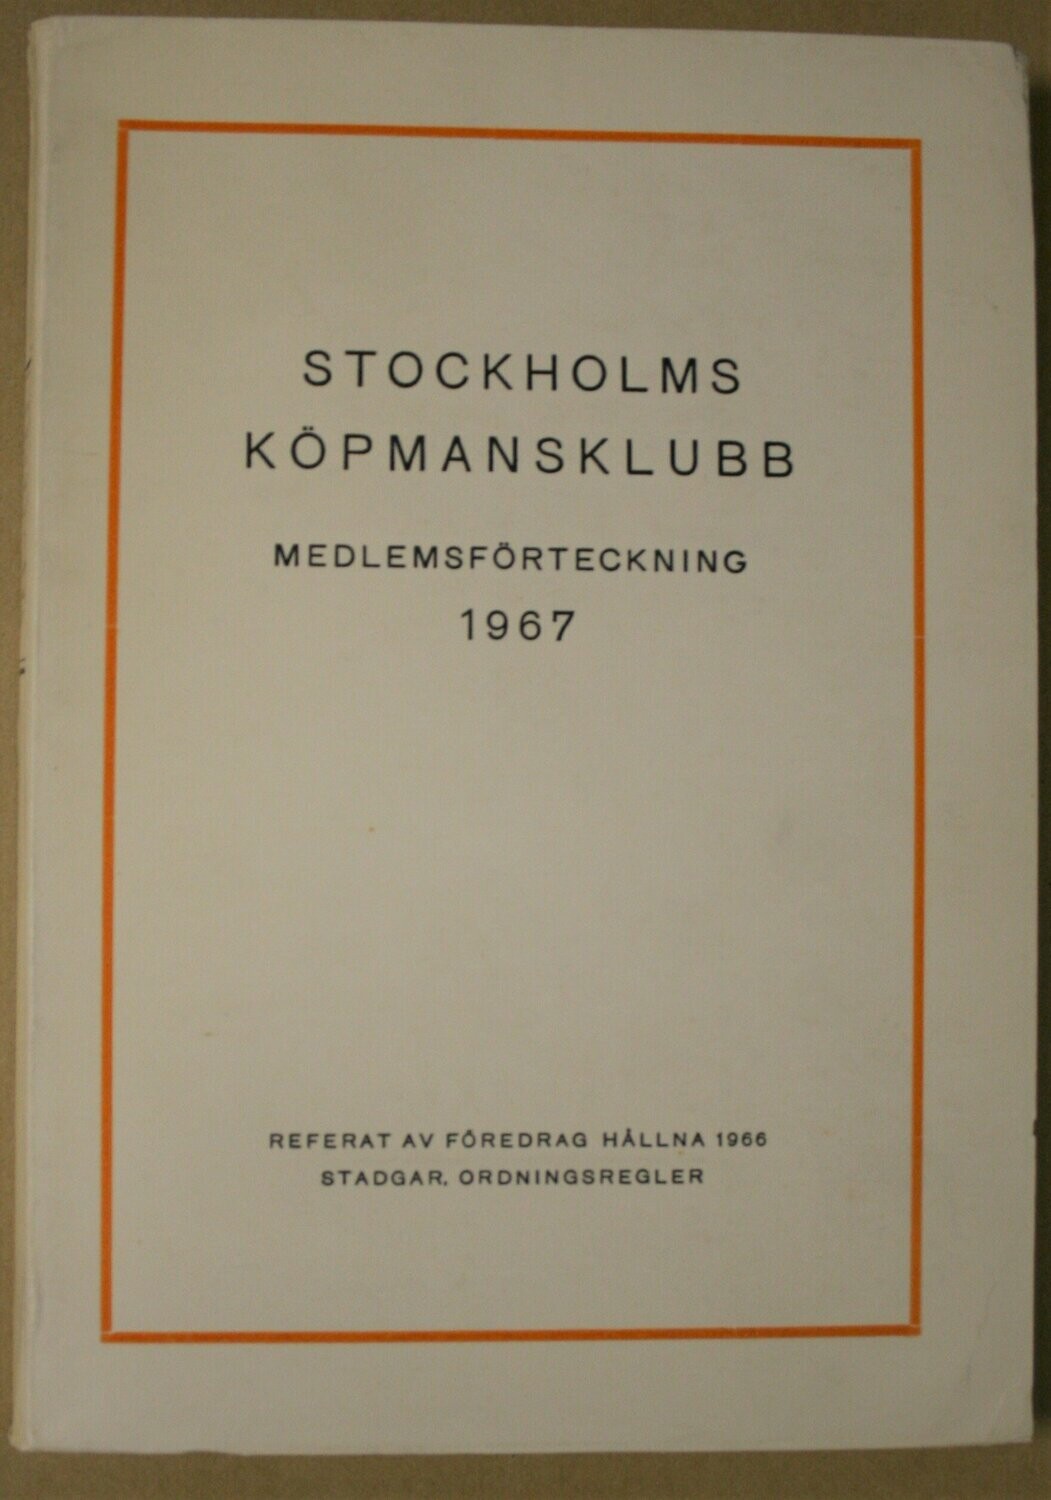 STOCKHOLMS
KÖPMANSKLUBB
MEDLEMSFÖRTECKNING
1967
REFERAT AV FÖREDRAG HÅLLNA 1966
STADGAR, ORDNINGSREGLER